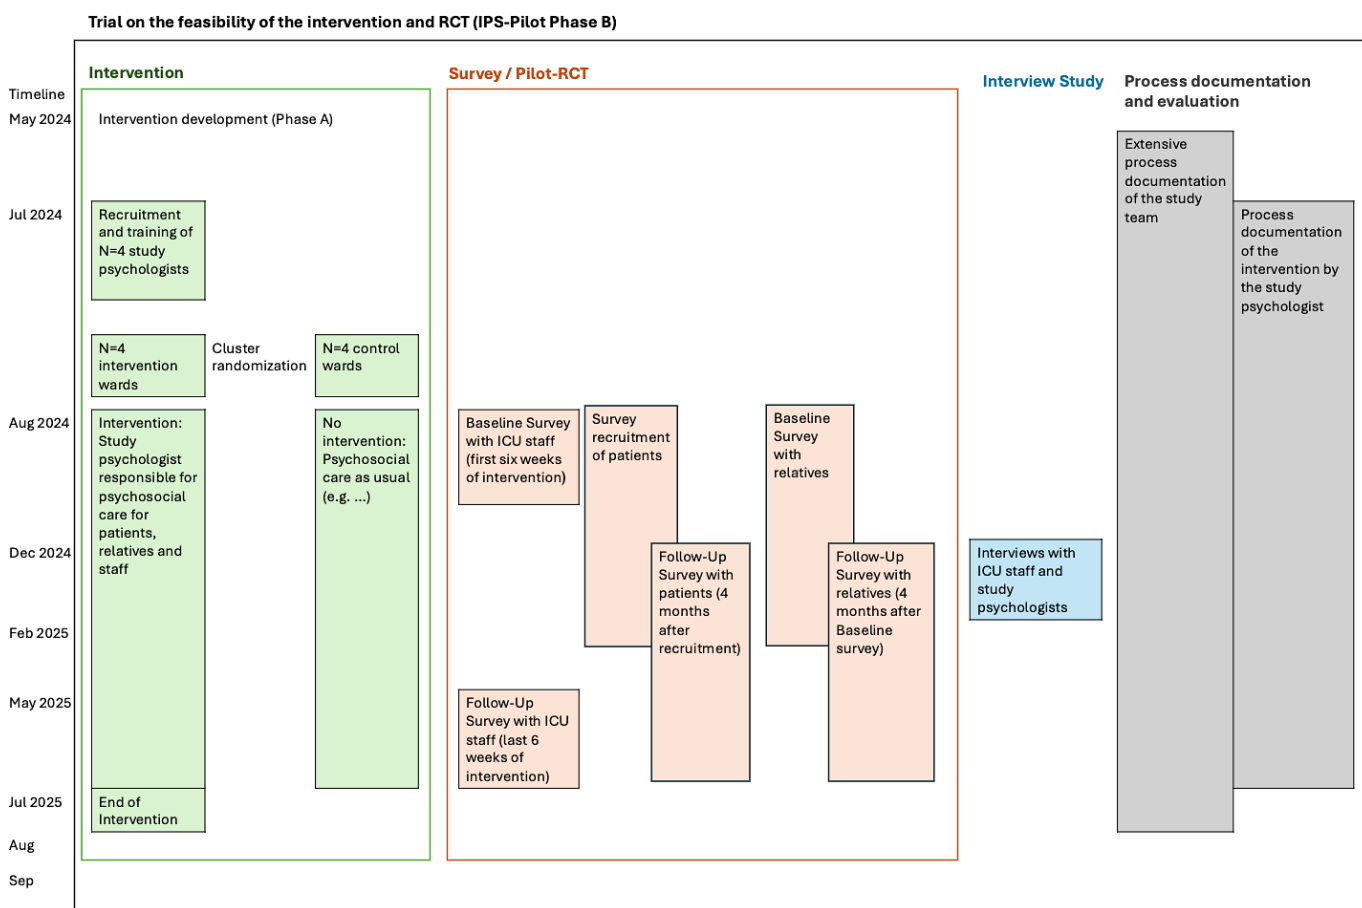 Trial on the feasibility of the intervention and RCT (IPS-Pilot Phase B)
Timeline
May 2024
Jul 2024
Aug 2024
Dec 2024
Feb 2025
May 2025
Jul 2025
Aug
Sep
Intervention
Intervention development (Phase A)
Recruitment
and training of
N=4 study
psychologists
N=4
intervention
wards
Cluster
randomization
N=4 control
wards
Intervention:
Study
psychologist
responsible for
psychosocial
care for
patients,
relatives and
staff
No
intervention:
Psychosocial
care as usual
(e.g. ...)
End of
Intervention
Survey / Pilot-RCT
Baseline Survey
with ICU staff
(first six weeks
of intervention)
Survey
recruitment
of patients
Baseline
Survey
with
relatives
Follow-Up
Survey with
patients (4
months
after
recruitment)
Follow-Up
Survey with
relatives (4
months after
Baseline
survey)
Follow-Up
Survey with ICU
staff (last 6
weeks of
intervention)
Interview Study
Interviews with
ICU staff and
study
psychologists
Process documentation
and evaluation
Extensive
process
documentation
of the study
team
Process
documentation
of the
intervention by
the study
psychologist